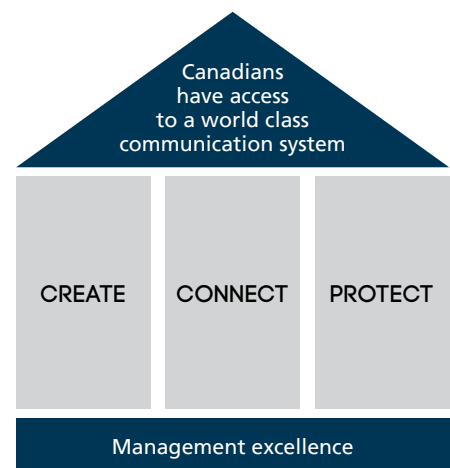 Canadians
have access
to a world class
communication system
CREATE
CONNECT
PROTECT
Management excellence